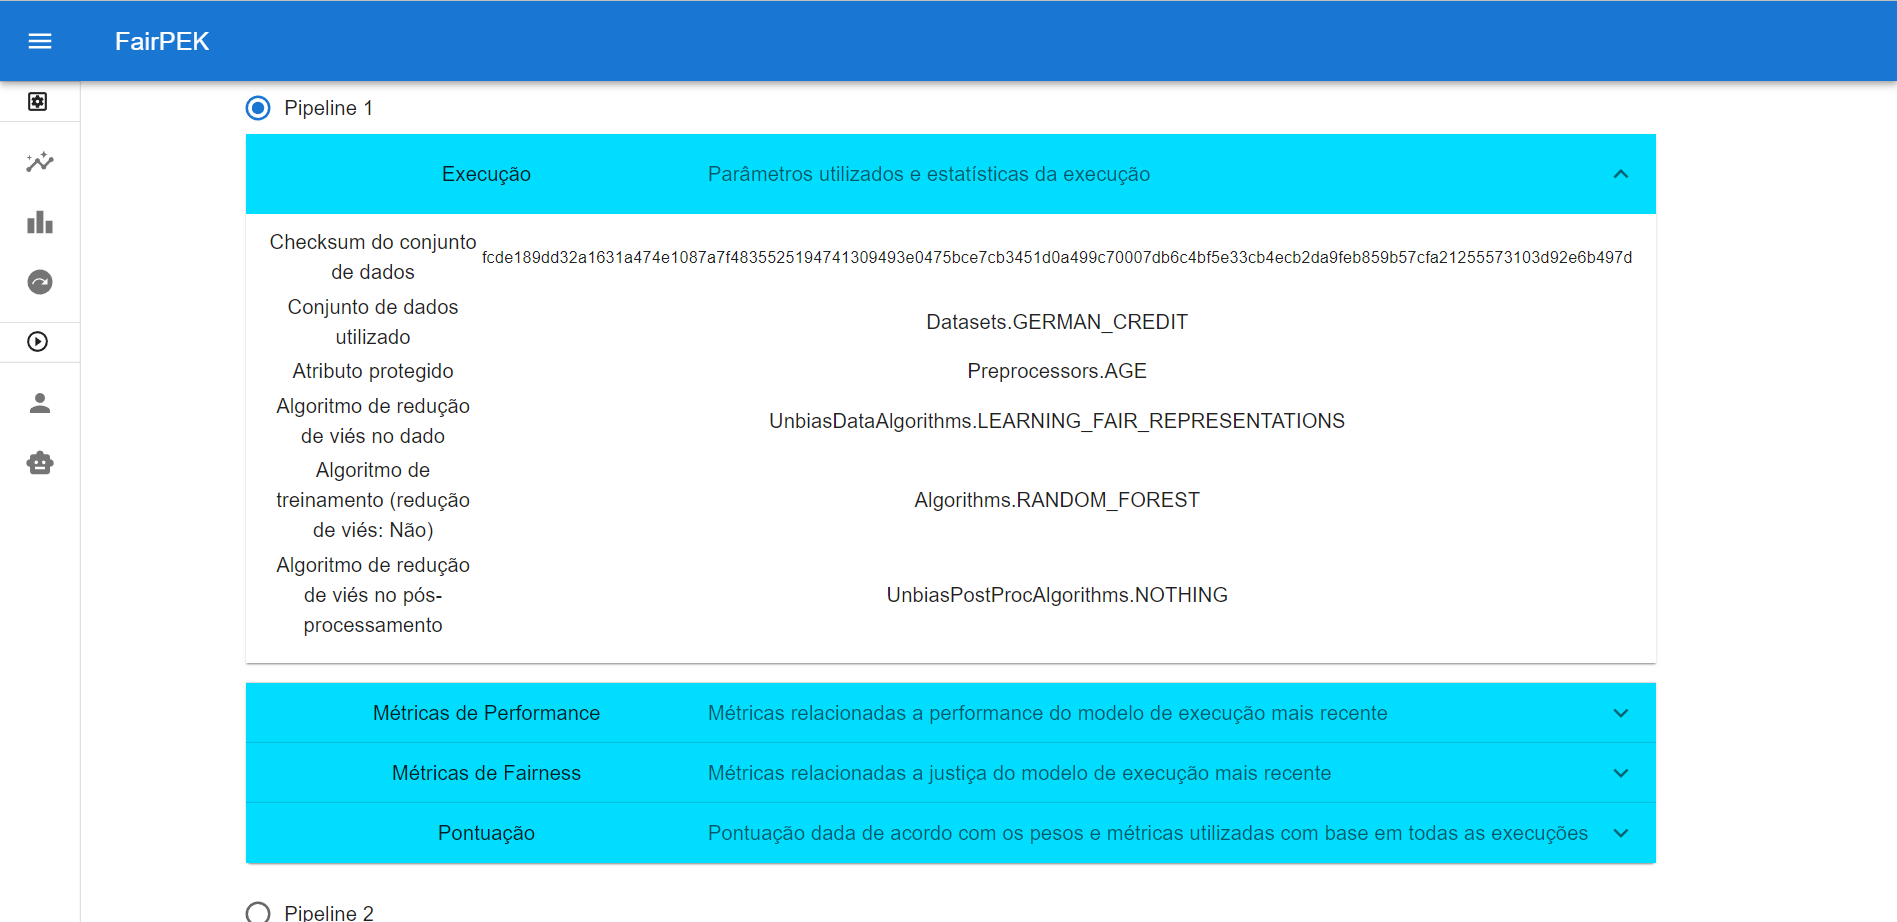 FairPEK
Pipeline 1
Execução Parâmetros utilizados e estatísticas da execução
Checksum do conjunto
de dados
fcde189dd32a1631a474e1087a7f4835525194741309493e0475bce7cb3451d0a499c70007db6c4bf5e33cb4ecb2da9feb859b57cfa21255573103d92e6b497d
Conjunto de dados
utilizado
Datasets.GERMAN_CREDIT
Atributo protegido Preprocessors.AGE
Algoritmo de redução
de viés no dado
UnbiasDataAlgorithms.LEARNING_FAIR_REPRESENTATIONS
Algoritmo de
treinamento (redução
de viés: Não)
Algorithms.RANDOM_FOREST
Algoritmo de redução
de viés no pós-
processamento
UnbiasPostProcAlgorithms.NOTHING
Métricas de Performance Métricas relacionadas a performance do modelo de execução mais recente
Métricas de Fairness Métricas relacionadas a justiça do modelo de execução mais recente
Pontuação Pontuação dada de acordo com os pesos e métricas utilizadas com base em todas as execuções
Pipeline 2